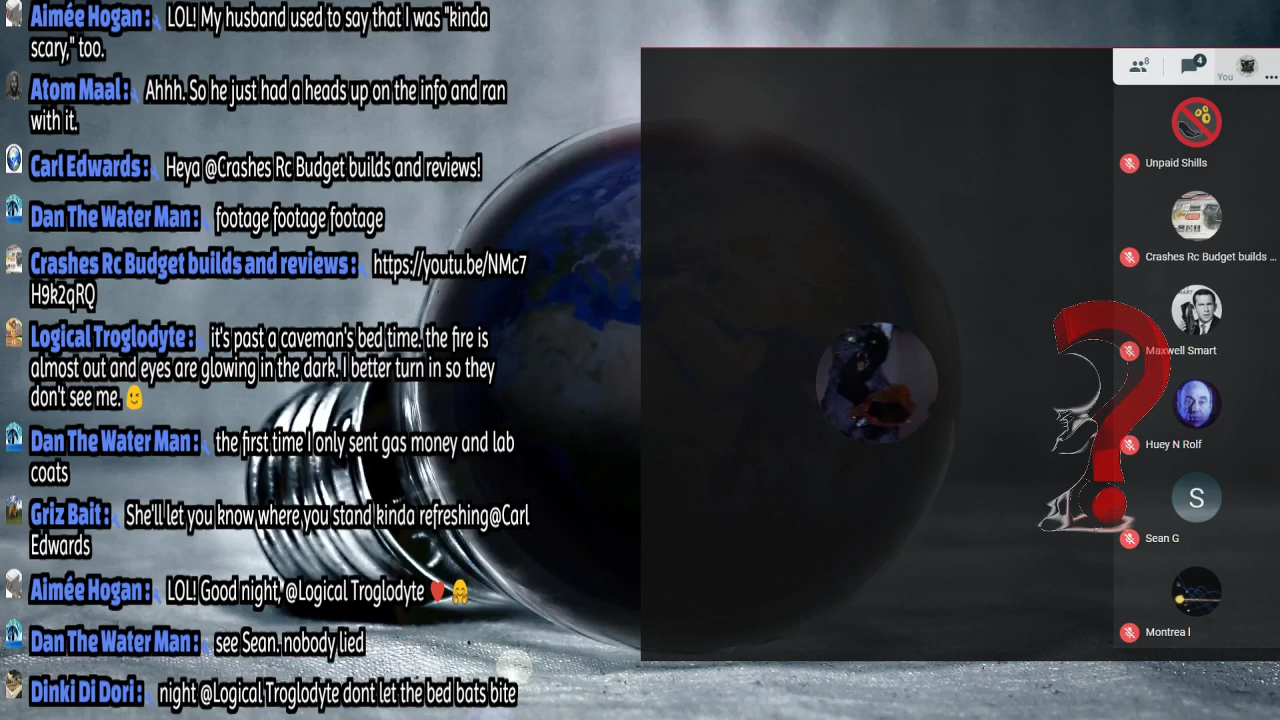 Aimée Hogan : LOL! My husband used to say that I was "kinda
scary," too.
Atom Maal : Ahhh. So he just had a heads up on the info and ran
with it.
Carl Edwards : Heya @Crashes Rc Budget builds and reviews!
Dan The Water Man : footage footage footage
Crashes Rc Budget builds and reviews : https://youtu.be/NMc7
H9k2qRQ
Logical Troglodyte : it's past a caveman's bed time. the fire is
almost out and eyes are glowing in the dark. I better turn in so they
don't see me. 🙂
Dan The Water Man : the first time I only sent gas money and lab
coats
Griz Bait : She'll let you know where you stand kinda refreshing@Carl
Edwards
Aimée Hogan : LOL! Good night, @Logical Troglodyte ♥️ 🤗
Dan The Water Man : see Sean. nobody lied
Dinki Di Dori : night @Logical Troglodyte dont let the bed bats bite
8
4
You
Unpaid Shills
Crashes Rc Budget builds ...
Maxwell Smart
Huey N Rolf
S
Sean G
Montrea l